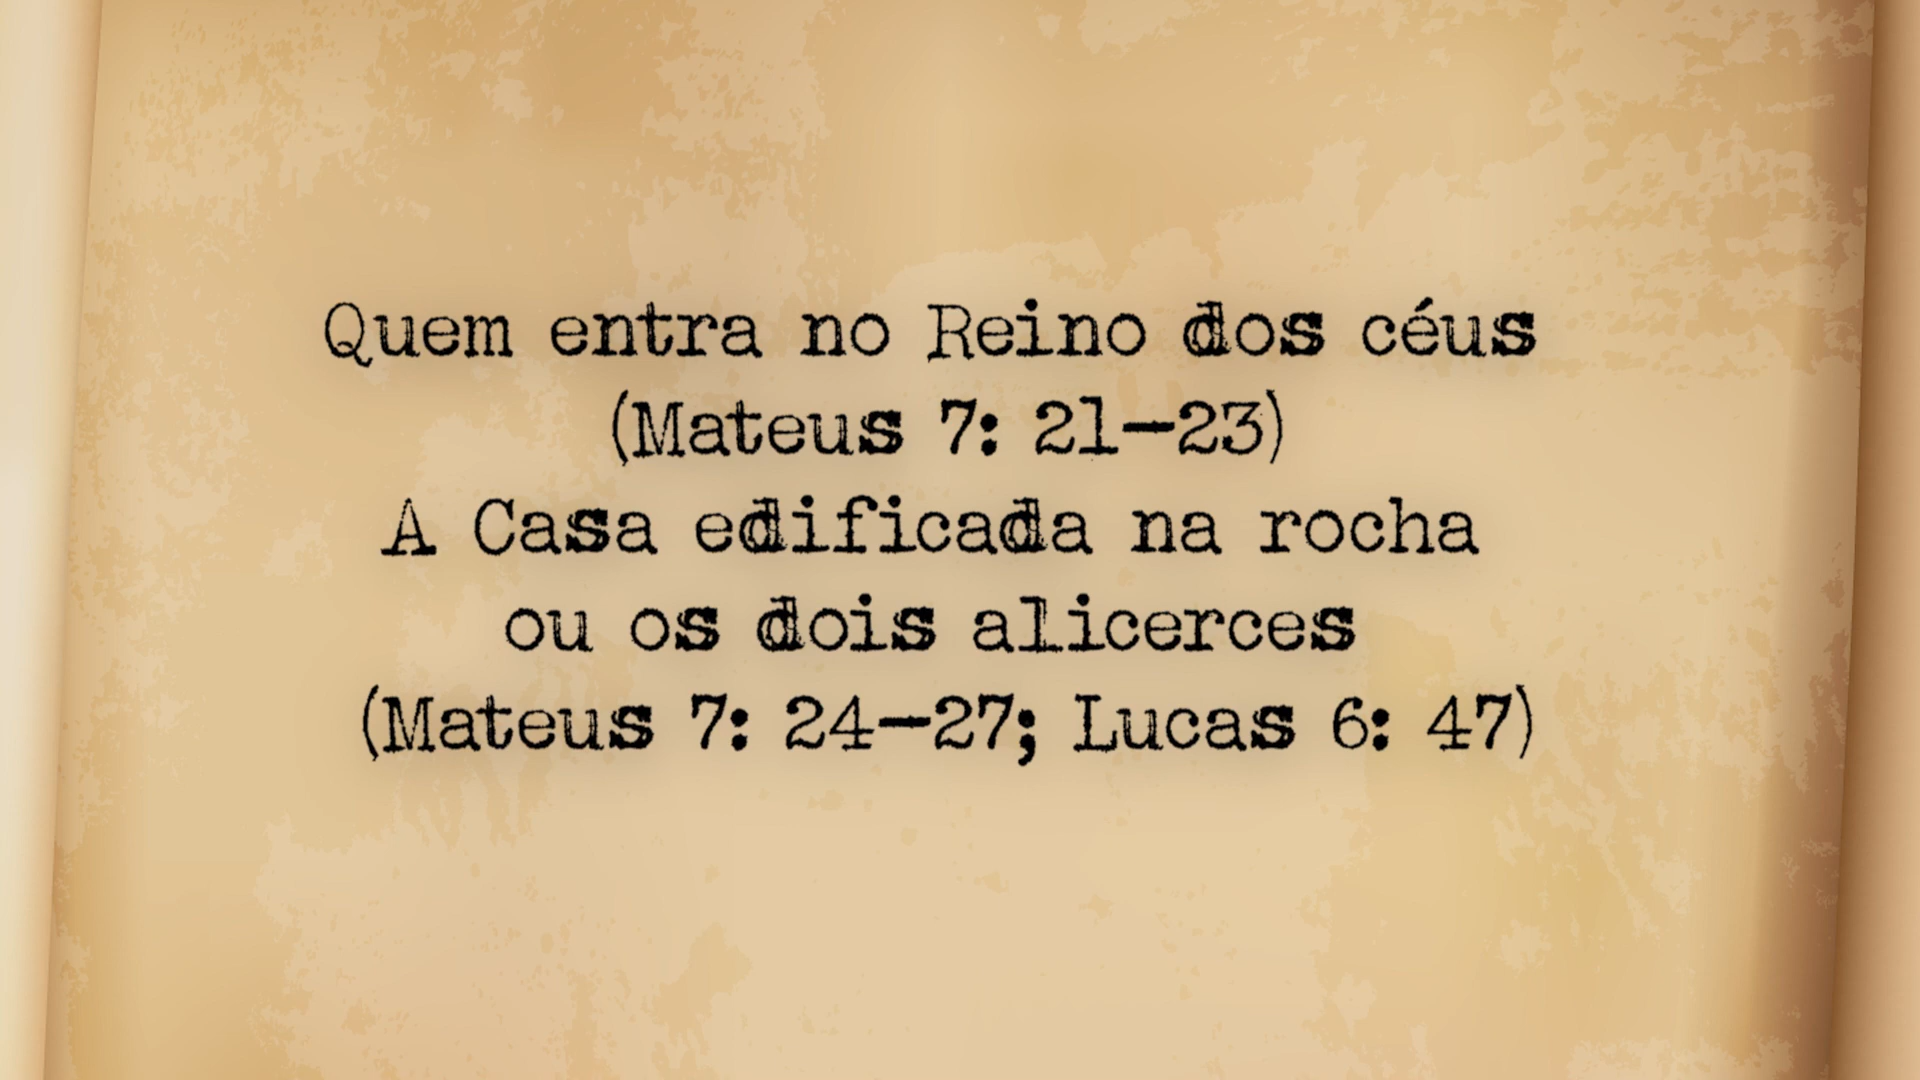 Quem entra no Reino dos céus
(Mateus 7: 21—23)
A Casa edificada na rocha
ou os dois alicerces
(Mateus 7: 24—27; Lucas 6: 47)